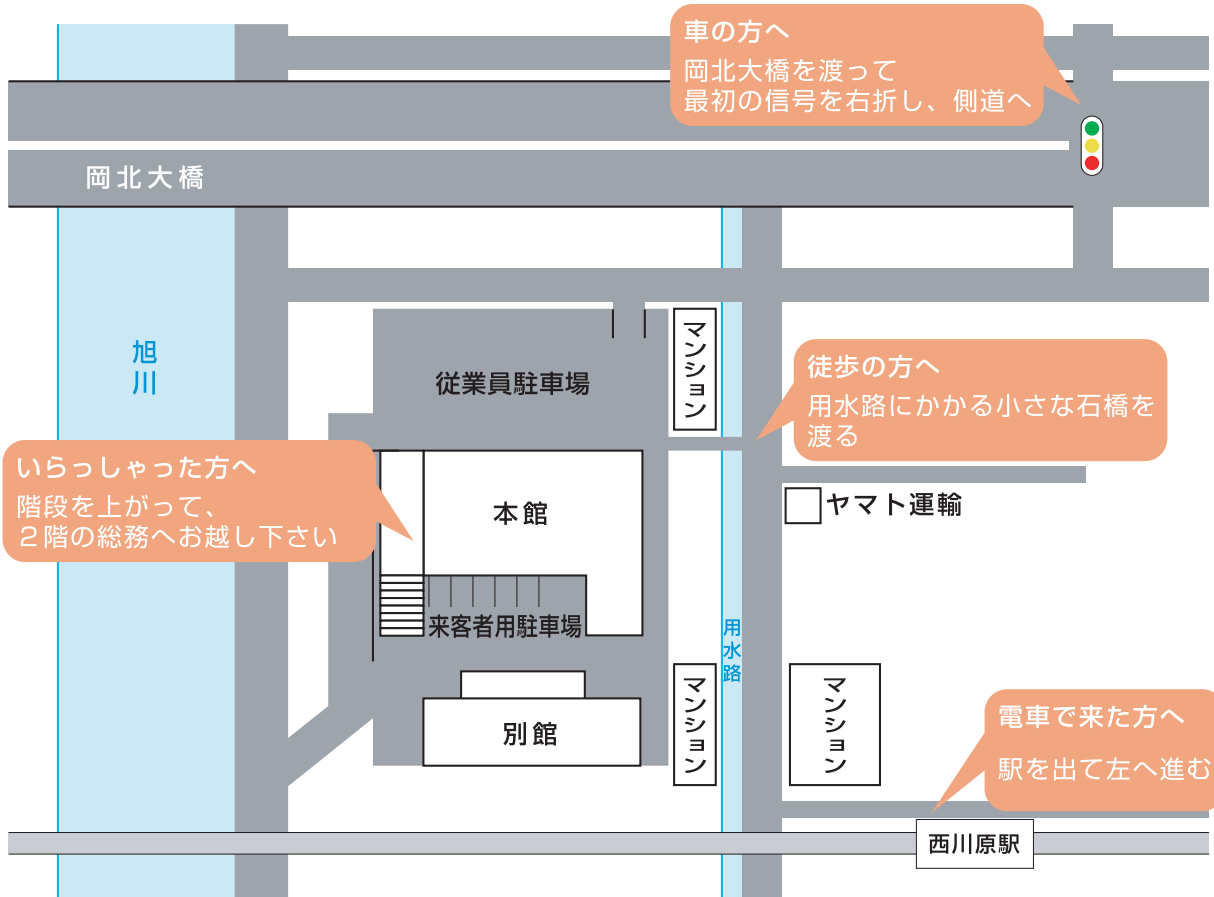 車の方へ
岡北大橋を渡って
最初の信号を右折し、側道へ
岡北大橋
旭川
マンション
従業員駐車場
徒歩の方へ
用水路にかかる小さな石橋を
渡る
いらっしゃった方へ
階段を上がって、
２階の総務へお越し下さい
本館
ヤマト運輸
来客者用駐車場
用水路
マンション
マンション
別館
電車で来た方へ
駅を出て左へ進む
西川原駅